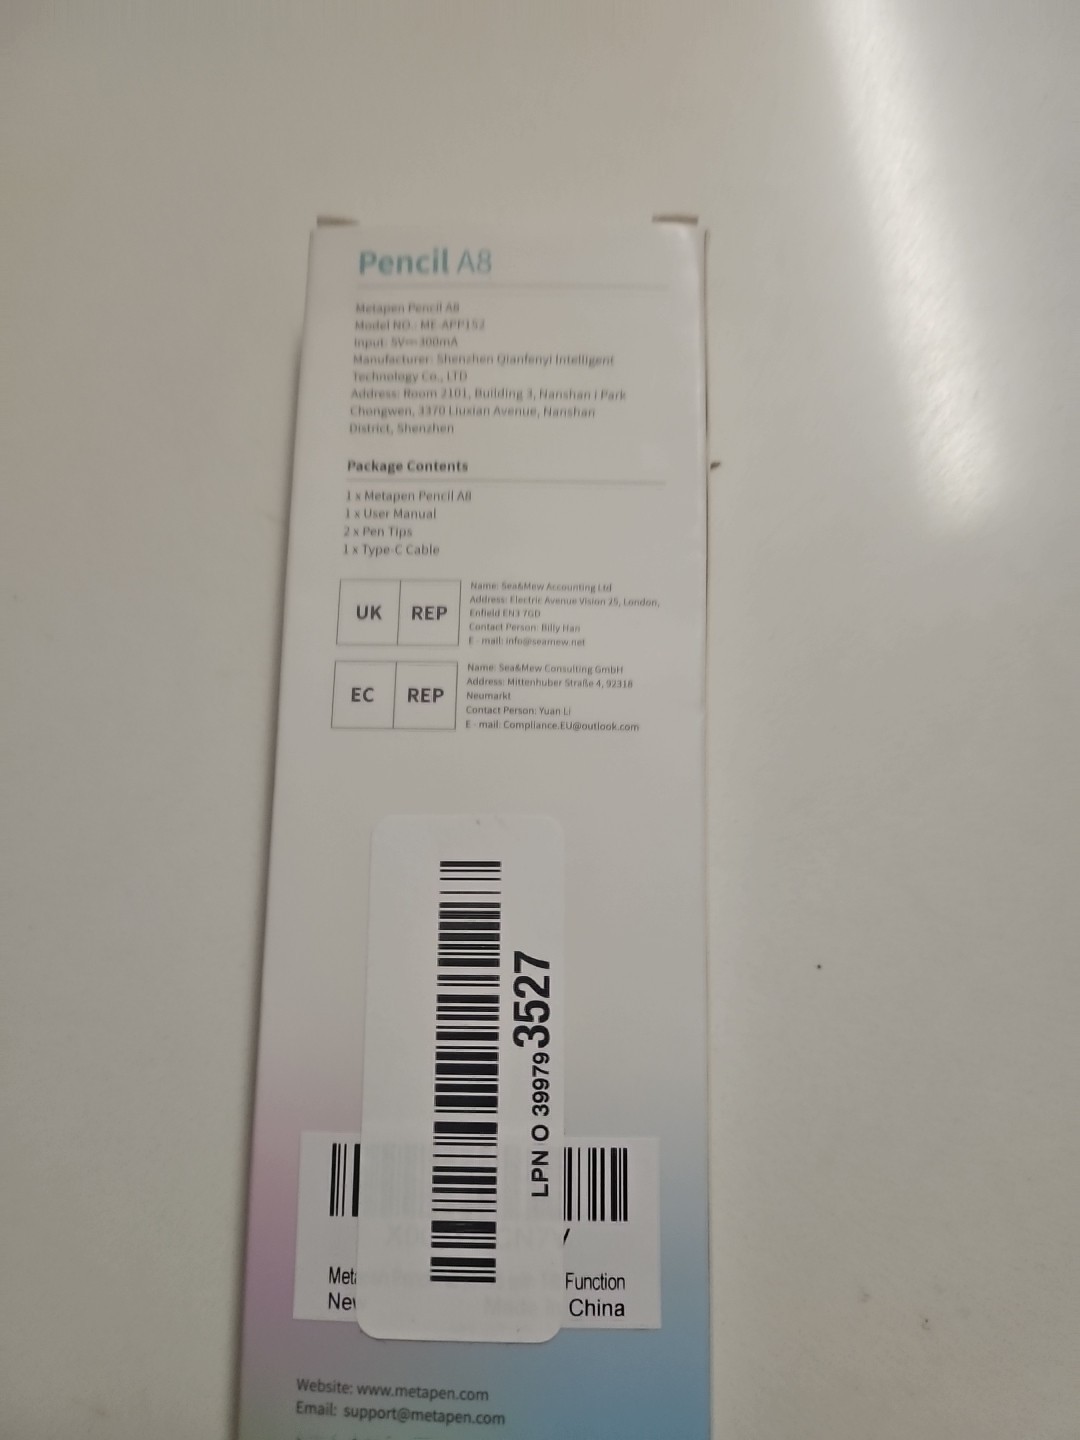 Pencil A8
Metapen Pencil A8
Model NO.: ME-APP152
Input: 5V⎓300mA
Manufacturer: Shenzhen Qianfenyi Intelligent
Technology Co., LTD
Address: Room 2101, Building 3, Nanshan i Park
Chongwen, 3370 Liuxian Avenue, Nanshan
District, Shenzhen
Package Contents
1 x Metapen Pencil A8
1 x User Manual
2 x Pen Tips
1 x Type-C Cable
UK REP
Name: Sea&Mew Accounting Ltd
Address: Electric Avenue Vision 25, London,
Enfield EN3 7GD
Contact Person: Billy Han
E - mail: info@seamew.net
EC REP
Name: Sea&Mew Consulting GmbH
Address: Mittenhuber Straße 4, 92318
Neumarkt
Contact Person: Yuan Li
E - mail: Compliance.EU@outlook.com
LPN O 39979 3527
Function
China
Website: www.metapen.com
Email: support@metapen.com